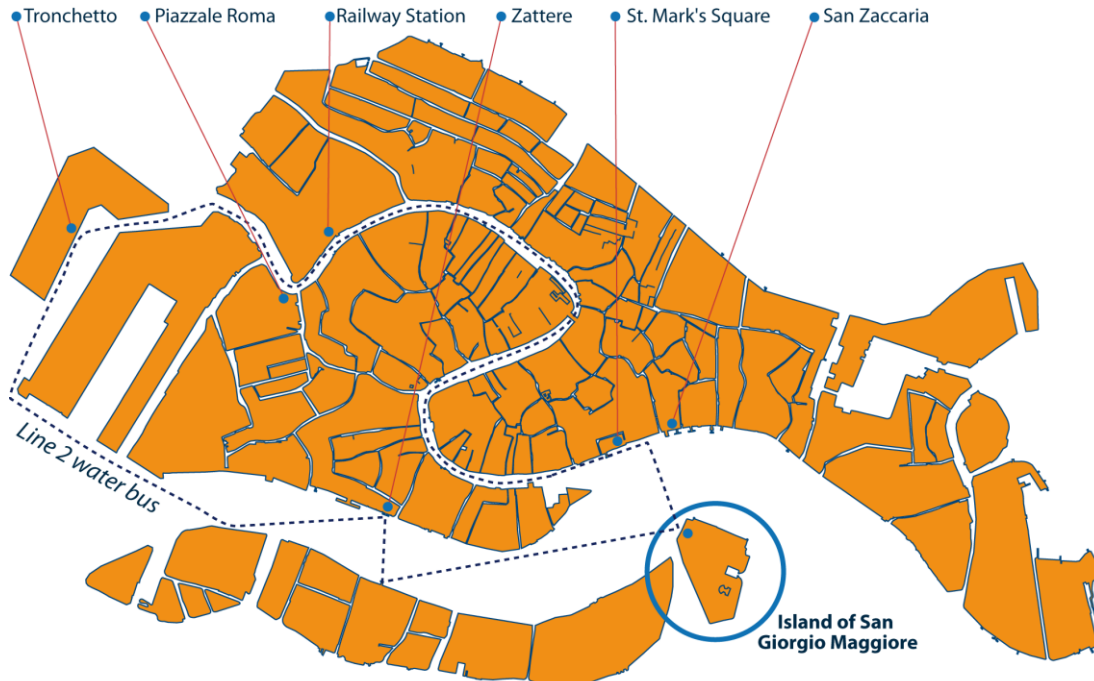 Tronchetto
Piazzale Roma
Railway Station
Zattere
St. Mark's Square
San Zaccaria
Line 2 water bus
Island of San
Giorgio Maggiore